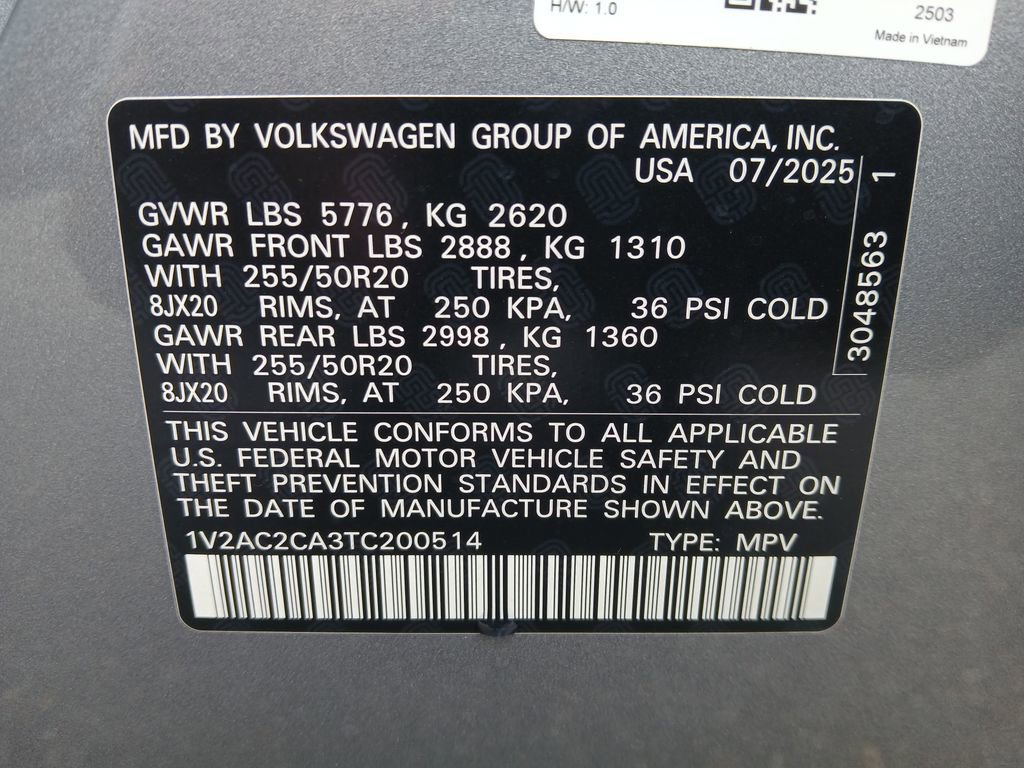 H/W: 1.0
2503
Made in Vietnam
MFD BY VOLKSWAGEN GROUP OF AMERICA, INC.
USA 07/2025
GVWR LBS 5776, KG 2620
GAWR FRONT LBS 2888, KG 1310
WITH 255/50R20 TIRES,
8JX20 RIMS, AT 250 KPA, 36 PSI COLD
GAWR REAR LBS 2998, KG 1360
WITH 255/50R20 TIRES,
8JX20 RIMS, AT 250 KPA, 36 PSI COLD
3048563 1
THIS VEHICLE CONFORMS TO ALL APPLICABLE
U.S. FEDERAL MOTOR VEHICLE SAFETY AND
THEFT PREVENTION STANDARDS IN EFFECT ON
THE DATE OF MANUFACTURE SHOWN ABOVE.
1V2AC2CA3TC200514 TYPE: MPV